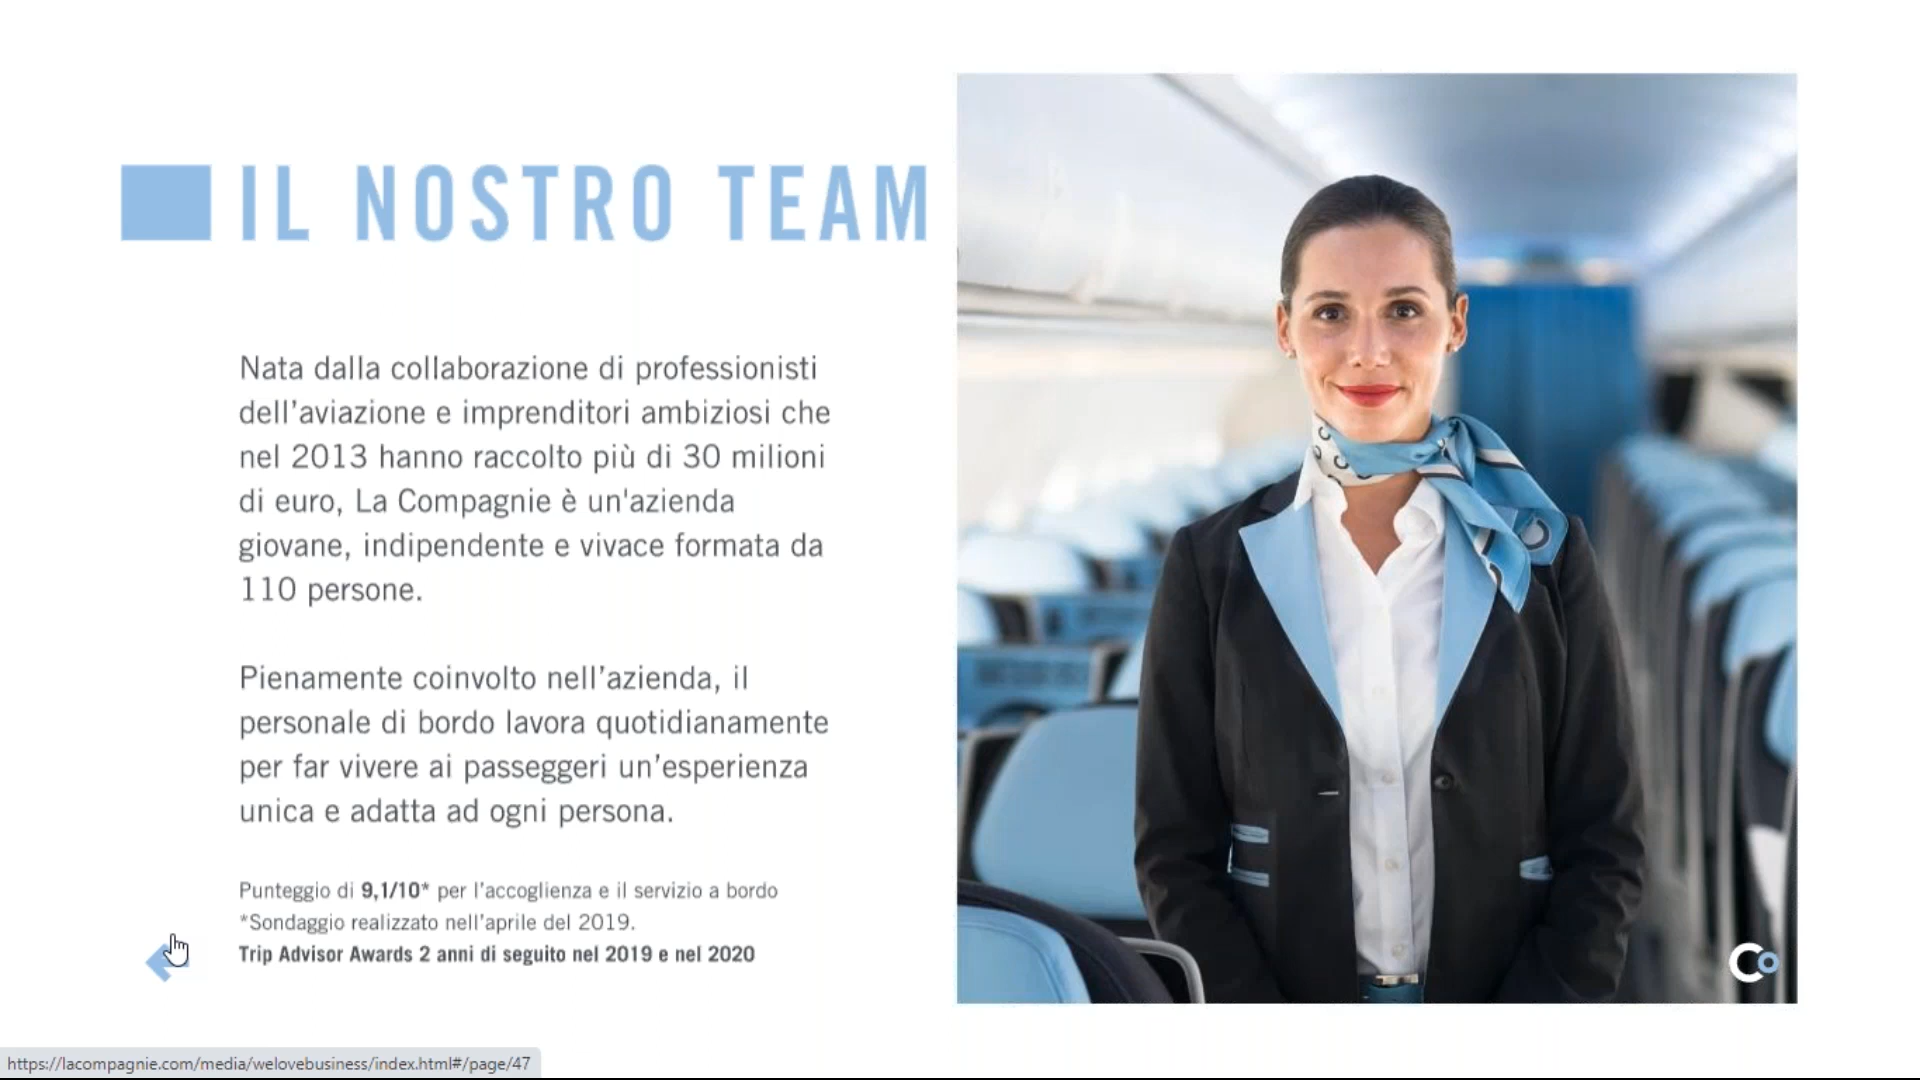 IL NOSTRO TEAM
Nata dalla collaborazione di professionisti
dell’aviazione e imprenditori ambiziosi che
nel 2013 hanno raccolto più di 30 milioni
di euro, La Compagnie è un'azienda
giovane, indipendente e vivace formata da
110 persone.
Pienamente coinvolto nell’azienda, il
personale di bordo lavora quotidianamente
per far vivere ai passeggeri un’esperienza
unica e adatta ad ogni persona.
Punteggio di 9,1/10* per l’accoglienza e il servizio a bordo
*Sondaggio realizzato nell’aprile del 2019.
Trip Advisor Awards 2 anni di seguito nel 2019 e nel 2020
Co
https://lacompagnie.com/media/welovebusiness/index.html#/page/47